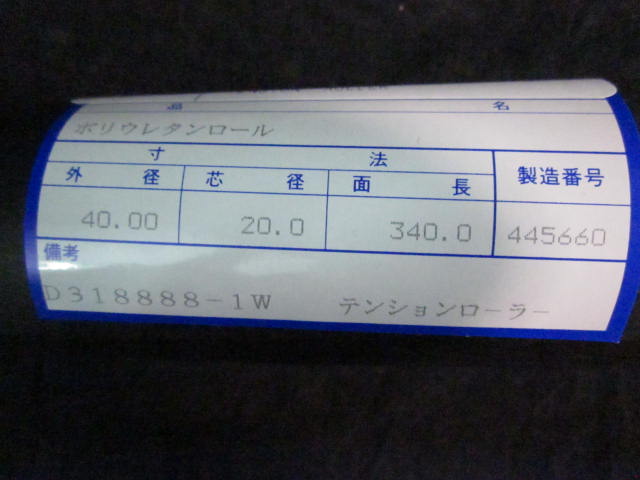 品 名
ポリウレタンロール
寸 法
製造番号
外 径 芯 径 面 長
40.00 20.0 340.0 445660
備考
D318888-1W テンションローラー